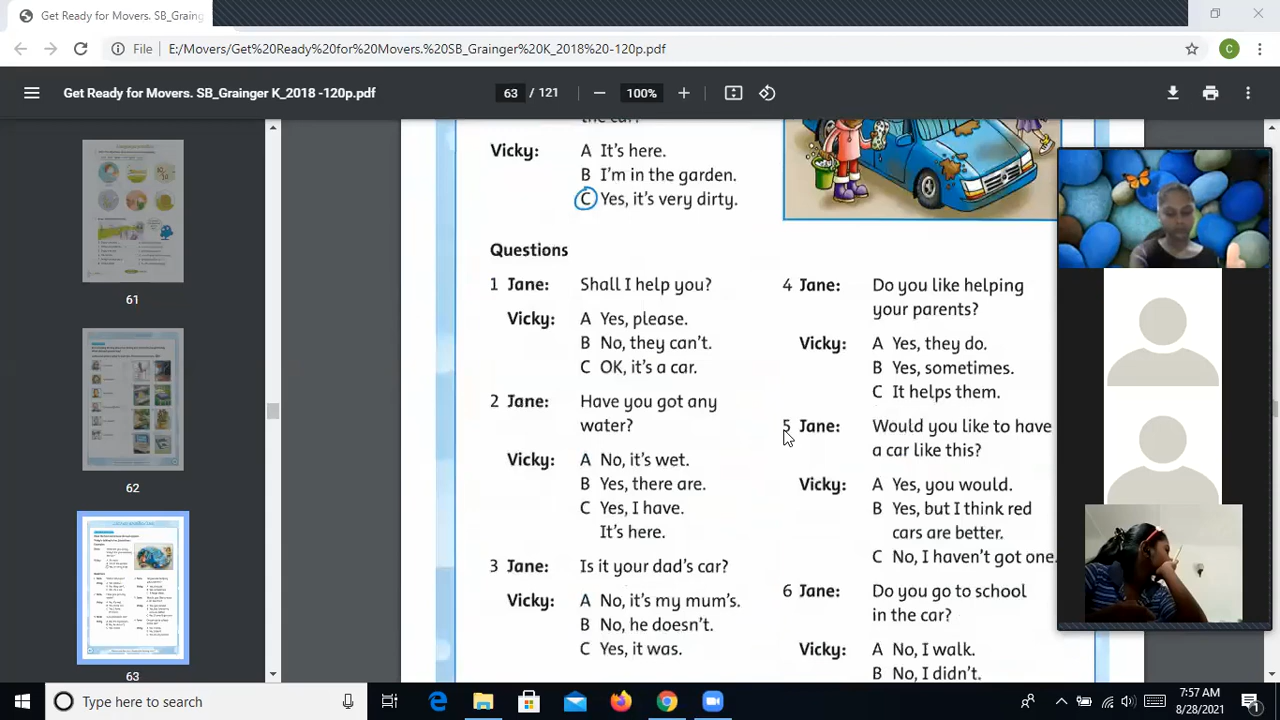 Get Ready for Movers. SB_Graing
File
E:/Movers/Get%20Ready%20for%20Movers.%20SB_Grainger%20K_2018%20-120p.pdf
C
Get Ready for Movers. SB_Grainger K_2018 -120p.pdf
63 / 121
100%
the car?
Vicky: A It's here.
B I'm in the garden.
C Yes, it's very dirty.
Questions
1 Jane: Shall I help you?
Vicky: A Yes, please.
B No, they can't.
C OK, it's a car.
2 Jane: Have you got any
water?
Vicky: A No, it's wet.
B Yes, there are.
C Yes, I have.
It's here.
3 Jane: Is it your dad's car?
Vicky: A No, it's my mum's.
B No, he doesn't.
C Yes, it was.
4 Jane: Do you like helping
your parents?
Vicky: A Yes, they do.
B Yes, sometimes.
C It helps them.
5 Jane: Would you like to have
a car like this?
Vicky: A Yes, you would.
B Yes, but I think red
cars are better.
C No, I haven't got one.
6 Jane: Do you go to school
in the car?
Vicky: A No, I walk.
B No, I didn't.
61
62
63
Type here to search
7:57 AM
8/28/2021
1